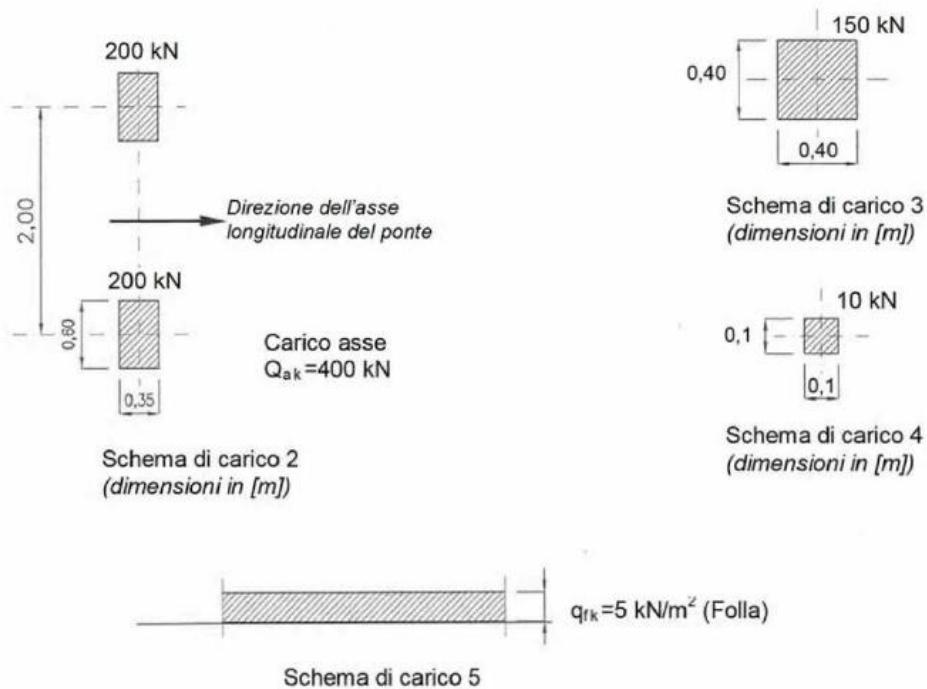 200 kN
2,00
Direzione dell'asse
longitudinale del ponte
200 kN
0,60
0,35
Carico asse
Qak=400 kN
Schema di carico 2
(dimensioni in [m])
150 kN
0,40
0,40
Schema di carico 3
(dimensioni in [m])
10 kN
0,1
0,1
Schema di carico 4
(dimensioni in [m])
qfk=5 kN/m² (Folla)
Schema di carico 5